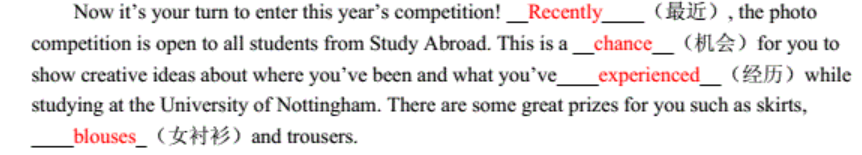 Now it’s your turn to enter this year’s competition! __Recently____（最近）, the photo
competition is open to all students from Study Abroad. This is a __chance__（机会）for you to
show creative ideas about where you’ve been and what you’ve____experienced__（经历）while
studying at the University of Nottingham. There are some great prizes for you such as skirts,
____blouses_（女衬衫）and trousers.